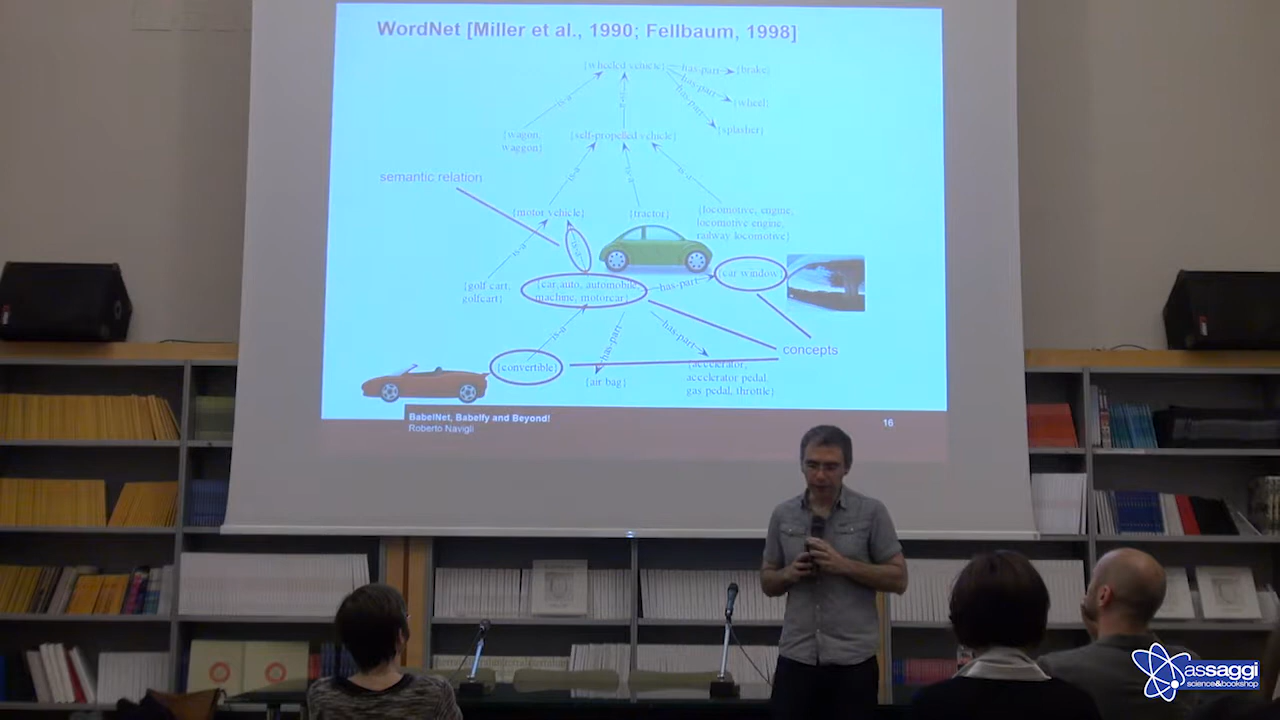 WordNet [Miller et al., 1990; Fellbaum, 1998]
{wheeled vehicle}
has-part
{brake}
has-part
{wheel}
has-part
{splasher}
is-a
is-a
{wagon,
waggon}
{self-propelled vehicle}
semantic relation
is-a
is-a
is-a
{motor vehicle}
{tractor}
{locomotive, engine,
locomotive engine,
railway locomotive}
is-a
is-a
{golf cart,
golfcart}
{car,auto, automobile,
machine, motorcar}
has-part
{car window}
is-a
has-part
has-part
concepts
{convertible}
{air bag}
{accelerator,
accelerator pedal,
gas pedal, throttle}
BabelNet, Babelfy and Beyond!
Roberto Navigli
16
assaggi
science&bookshop